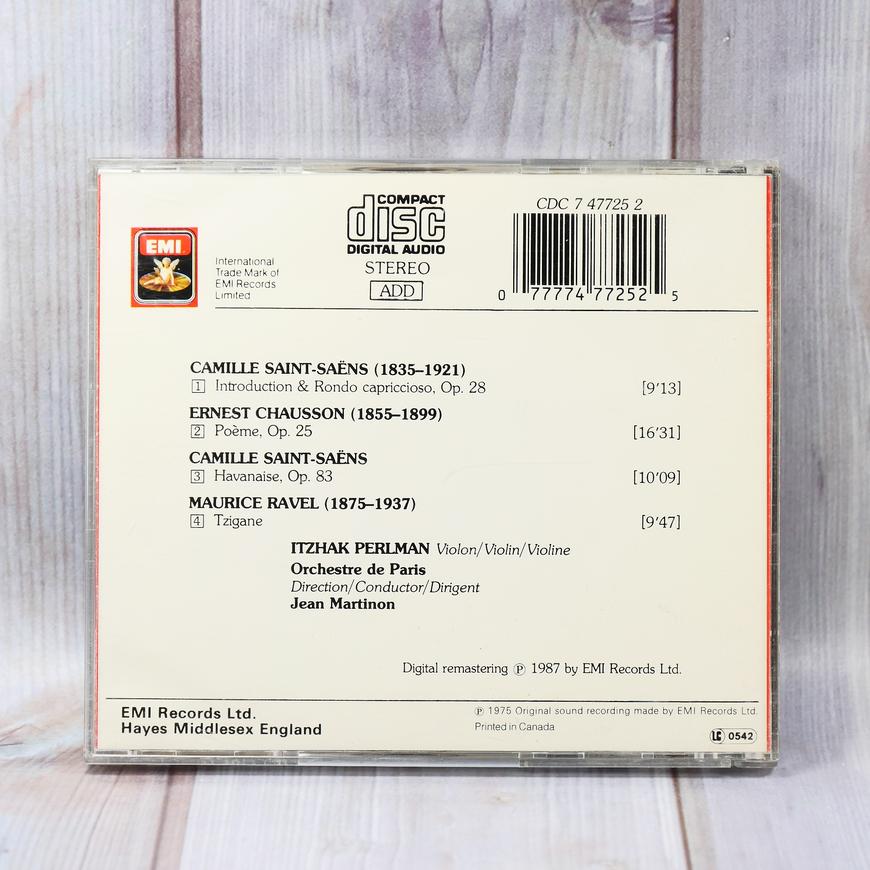 COMPACT
disc
DIGITAL AUDIO
STEREO
ADD
CDC 7 47725 2
0 77774 77252 5
EMI
International
Trade Mark of
EMI Records
Limited
CAMILLE SAINT-SAËNS (1835–1921)
1 Introduction & Rondo capriccioso, Op. 28 [9'13]
ERNEST CHAUSSON (1855–1899)
2 Poème, Op. 25 [16'31]
CAMILLE SAINT-SAËNS
3 Havanaise, Op. 83 [10'09]
MAURICE RAVEL (1875–1937)
4 Tzigane [9'47]
ITZHAK PERLMAN Violon/Violin/Violine
Orchestre de Paris
Direction/Conductor/Dirigent
Jean Martinon
Digital remastering ℗ 1987 by EMI Records Ltd.
EMI Records Ltd.
Hayes Middlesex England
℗ 1975 Original sound recording made by EMI Records Ltd.
Printed in Canada
LC 0542